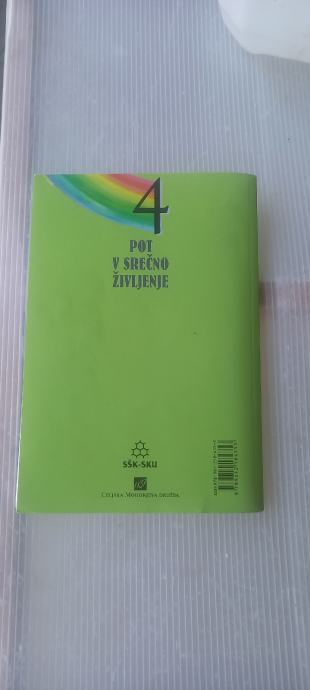 4
POT
V SREČNO
ŽIVLJENJE
SŠK-SKU
CELJSKA MOHORJEVA DRUŽBA